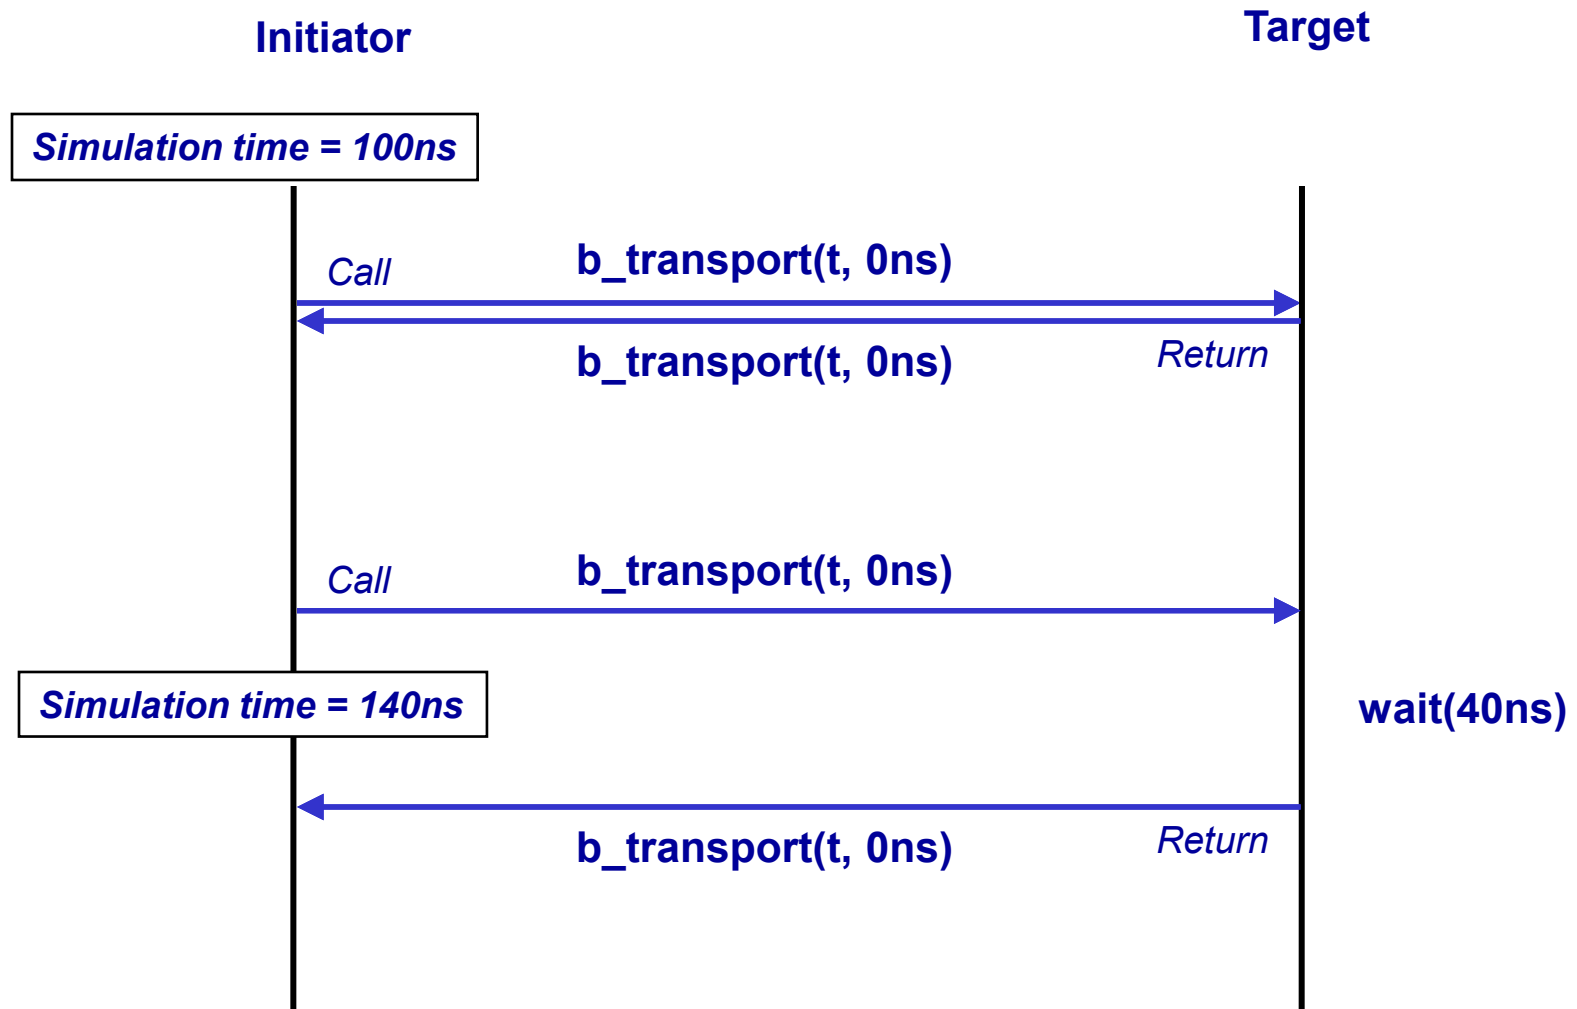 Initiator
Target
Simulation time = 100ns
Call
b_transport(t, 0ns)
b_transport(t, 0ns)
Return
Call
b_transport(t, 0ns)
Simulation time = 140ns
wait(40ns)
b_transport(t, 0ns)
Return